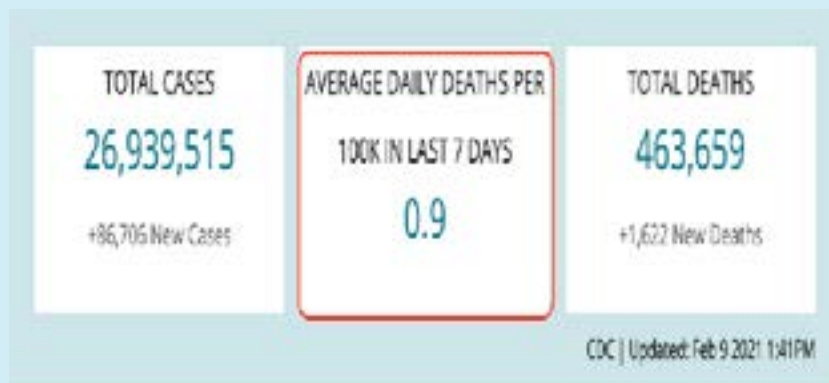 TOTAL CASES
26,939,515
+86,706 New Cases
AVERAGE DAILY DEATHS PER
100K IN LAST 7 DAYS
0.9
TOTAL DEATHS
463,659
+1,622 New Deaths
CDC | Updated: Feb 9 2021 1:41PM